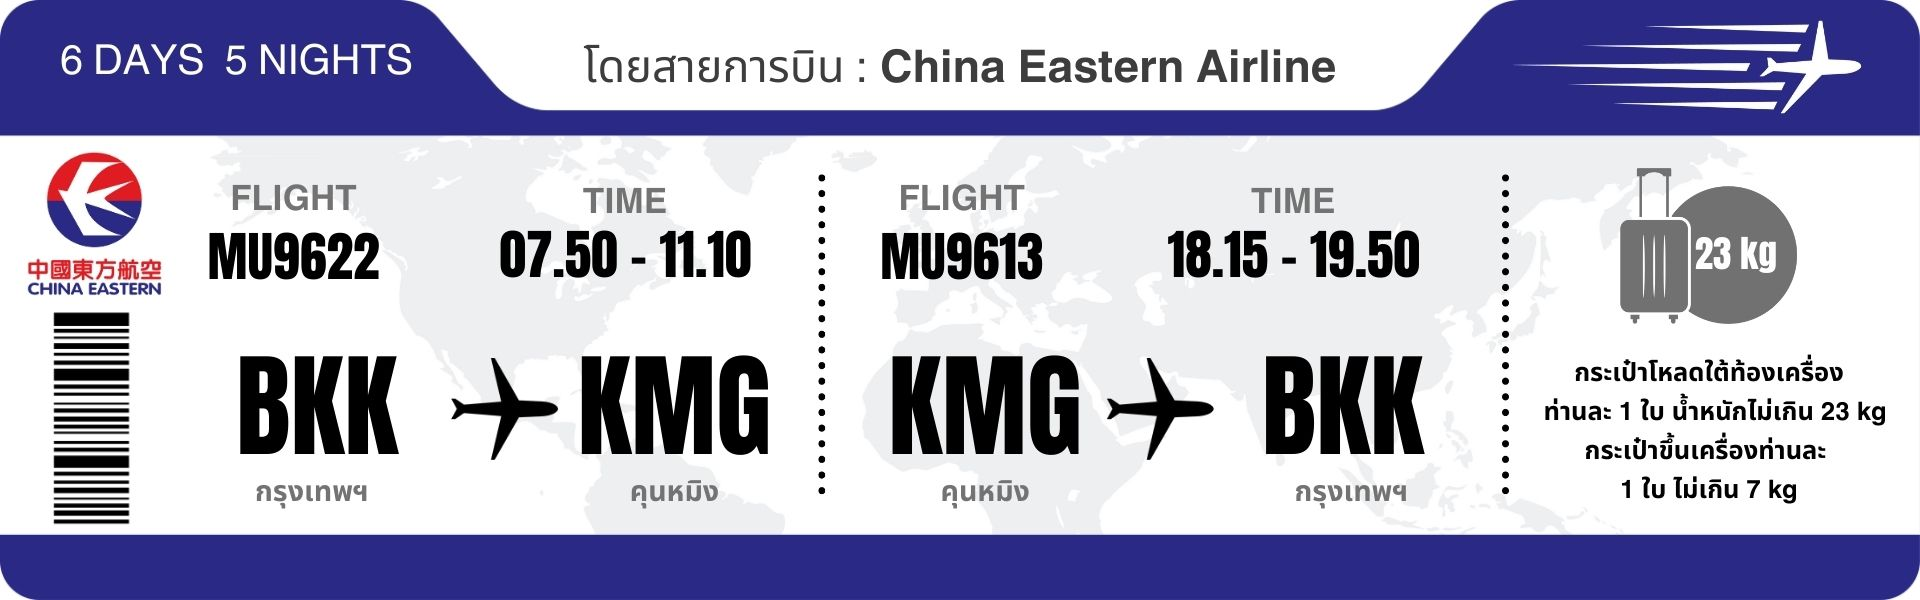 6 DAYS 5 NIGHTS
โดยสายการบิน : China Eastern Airline
中國東方航空
CHINA EASTERN
FLIGHT
MU9622
TIME
07.50 - 11.10
BKK
KMG
กรุงเทพฯ
คุนหมิง
FLIGHT
MU9613
TIME
18.15 - 19.50
KMG
BKK
คุนหมิง
กรุงเทพฯ
23 kg
กระเป๋าโหลดใต้ท้องเครื่อง
ท่านละ 1 ใบ น้ำหนักไม่เกิน 23 kg
กระเป๋าขึ้นเครื่องท่านละ
1 ใบ ไม่เกิน 7 kg